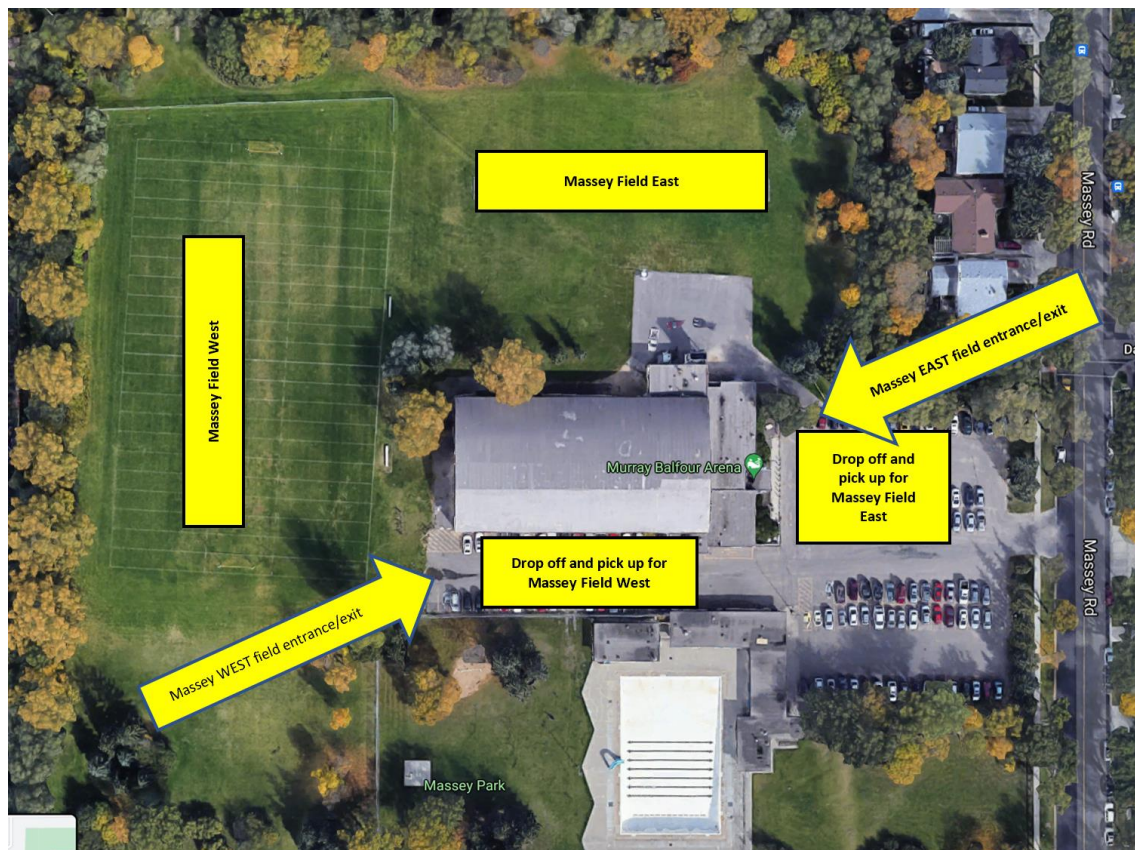 Massey Field East
Massey Rd
Massey Field West
Massey EAST field entrance/exit
Da
Murray Balfour Arena
Drop off and
pick up for
Massey Field
East
Drop off and pick up for
Massey Field West
Massey Rd
Massey WEST field entrance/exit
Massey Park